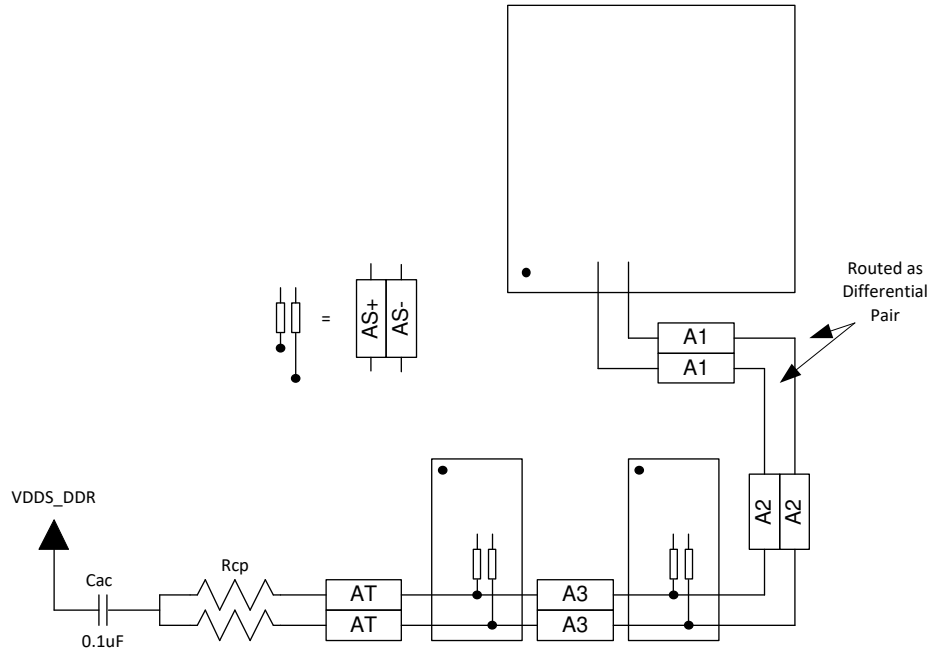 Routed as
Differential
Pair
A1
A1
=
AS+
AS-
A2
A2
VDDS_DDR
Cac
0.1uF
Rcp
AT
AT
A3
A3